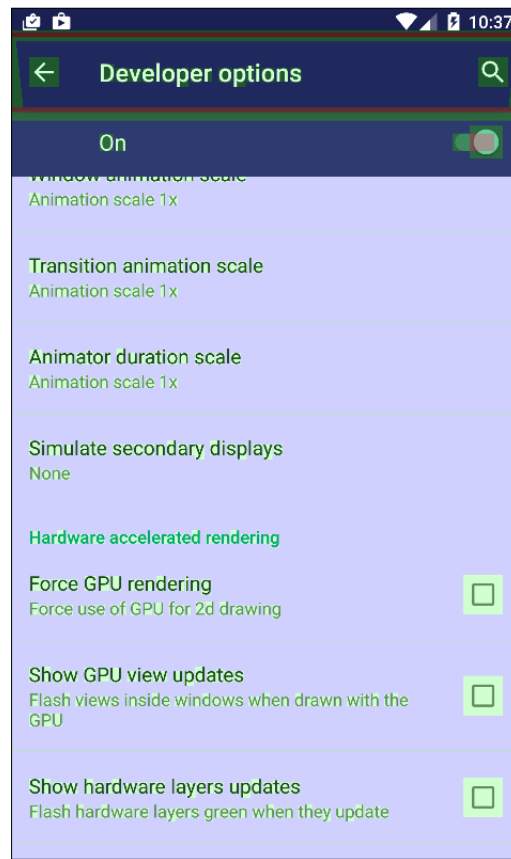 10:37
Developer options
On
Window animation scale
Animation scale 1x
Transition animation scale
Animation scale 1x
Animator duration scale
Animation scale 1x
Simulate secondary displays
None
Hardware accelerated rendering
Force GPU rendering
Force use of GPU for 2d drawing
Show GPU view updates
Flash views inside windows when drawn with the
GPU
Show hardware layers updates
Flash hardware layers green when they update